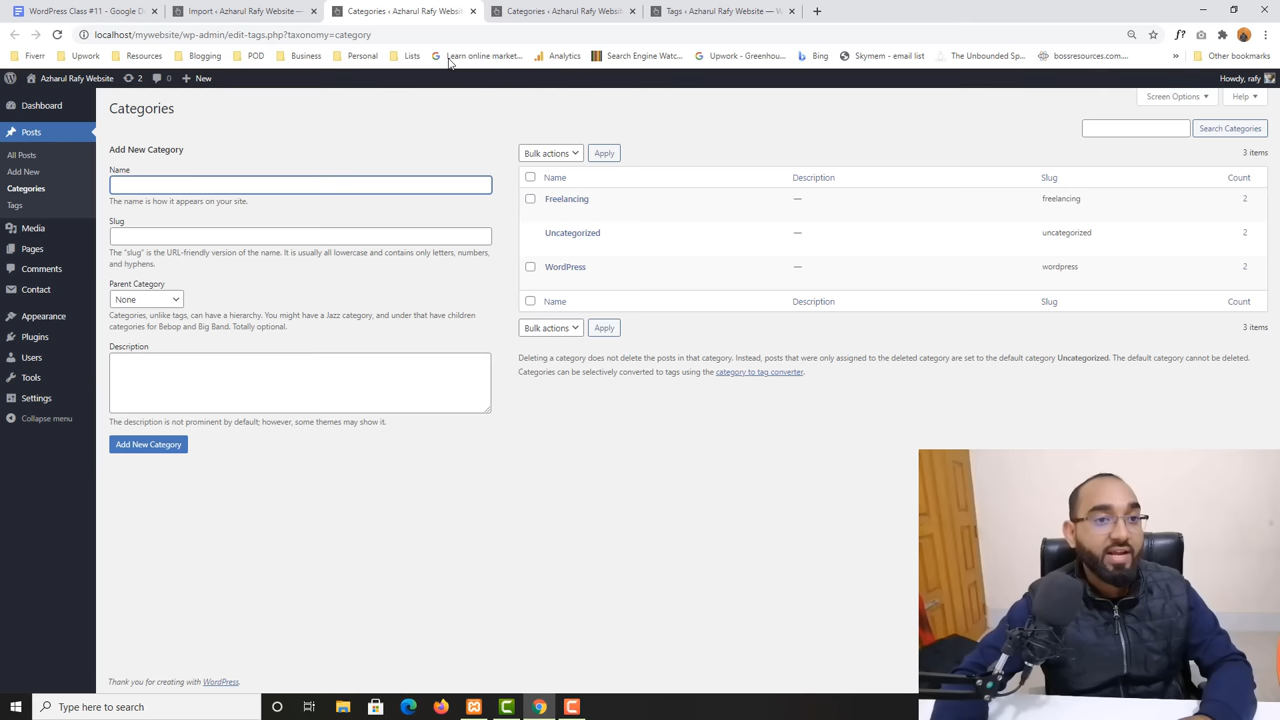 WordPress Class #11 - Google D
Import ‹ Azharul Rafy Website —
Categories ‹ Azharul Rafy Websit
Categories ‹ Azharul Rafy Websit
Tags ‹ Azharul Rafy Website — W
localhost/mywebsite/wp-admin/edit-tags.php?taxonomy=category
Fiverr
Upwork
Resources
Blogging
POD
Business
Personal
Lists
Learn online market...
Analytics
Search Engine Watc...
Upwork - Greenhou...
Bing
Skymem - email list
The Unbounded Sp...
bossresources.com...
»
Other bookmarks
Azharul Rafy Website
2
0
+ New
Howdy, rafy
Dashboard
Posts
All Posts
Add New
Categories
Tags
Media
Pages
Comments
Contact
Appearance
Plugins
Users
Tools
Settings
Collapse menu
Categories
Screen Options
Help
Search Categories
Add New Category
Name
The name is how it appears on your site.
Slug
The “slug” is the URL-friendly version of the name. It is usually all lowercase and contains only letters, numbers,
and hyphens.
Parent Category
None
Categories, unlike tags, can have a hierarchy. You might have a Jazz category, and under that have children
categories for Bebop and Big Band. Totally optional.
Description
The description is not prominent by default; however, some themes may show it.
Add New Category
Bulk actions
Apply
3 items
Name Description Slug Count
Freelancing — freelancing 2
Uncategorized — uncategorized 2
WordPress — wordpress 2
Name Description Slug Count
Bulk actions
Apply
3 items
Deleting a category does not delete the posts in that category. Instead, posts that were only assigned to the deleted category are set to the default category Uncategorized. The default category cannot be deleted.
Categories can be selectively converted to tags using the category to tag converter.
Thank you for creating with WordPress.
Type here to search